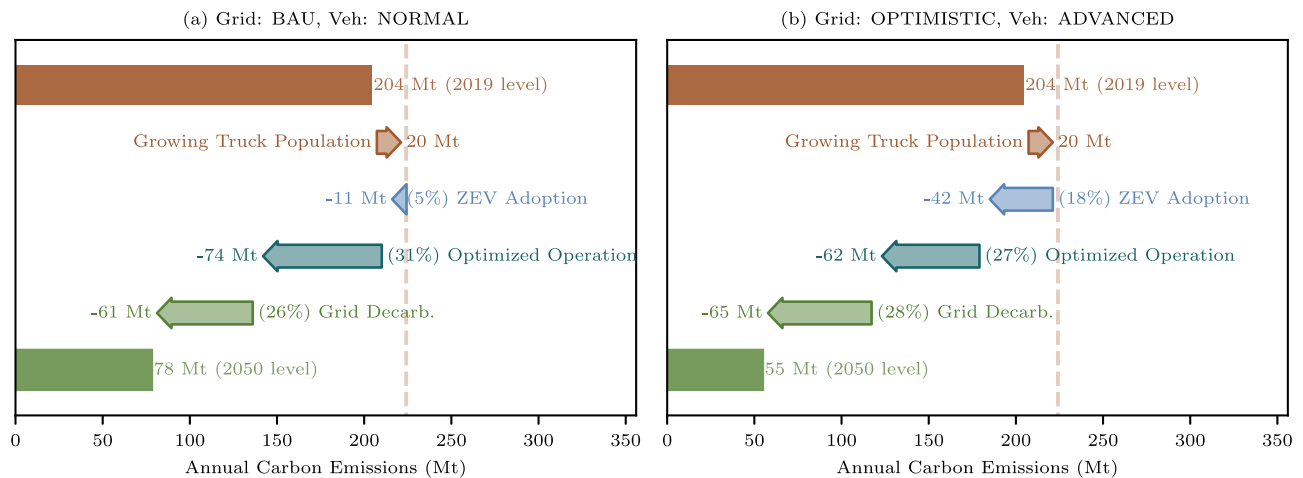 (a) Grid: BAU, Veh: NORMAL
204 Mt (2019 level)
Growing Truck Population 20 Mt
-11 Mt (5%) ZEV Adoption
-74 Mt (31%) Optimized Operation
-61 Mt (26%) Grid Decarb.
78 Mt (2050 level)
0 50 100 150 200 250 300 350
Annual Carbon Emissions (Mt)
(b) Grid: OPTIMISTIC, Veh: ADVANCED
204 Mt (2019 level)
Growing Truck Population 20 Mt
-42 Mt (18%) ZEV Adoption
-62 Mt (27%) Optimized Operation
-65 Mt (28%) Grid Decarb.
55 Mt (2050 level)
0 50 100 150 200 250 300 350
Annual Carbon Emissions (Mt)